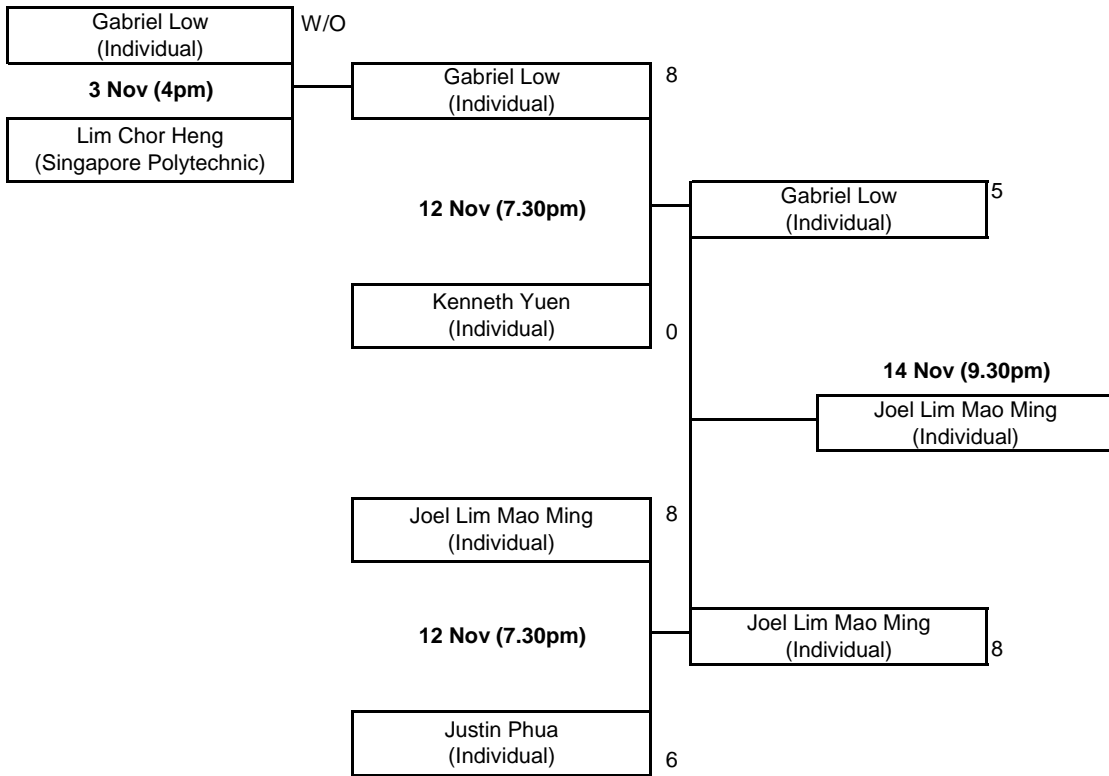 Gabriel Low
(Individual)
W/O
3 Nov (4pm)
Lim Chor Heng
(Singapore Polytechnic)
Gabriel Low
(Individual)
8
12 Nov (7.30pm)
Kenneth Yuen
(Individual)
0
Gabriel Low
(Individual)
5
14 Nov (9.30pm)
Joel Lim Mao Ming
(Individual)
Joel Lim Mao Ming
(Individual)
8
12 Nov (7.30pm)
Justin Phua
(Individual)
6
Joel Lim Mao Ming
(Individual)
8